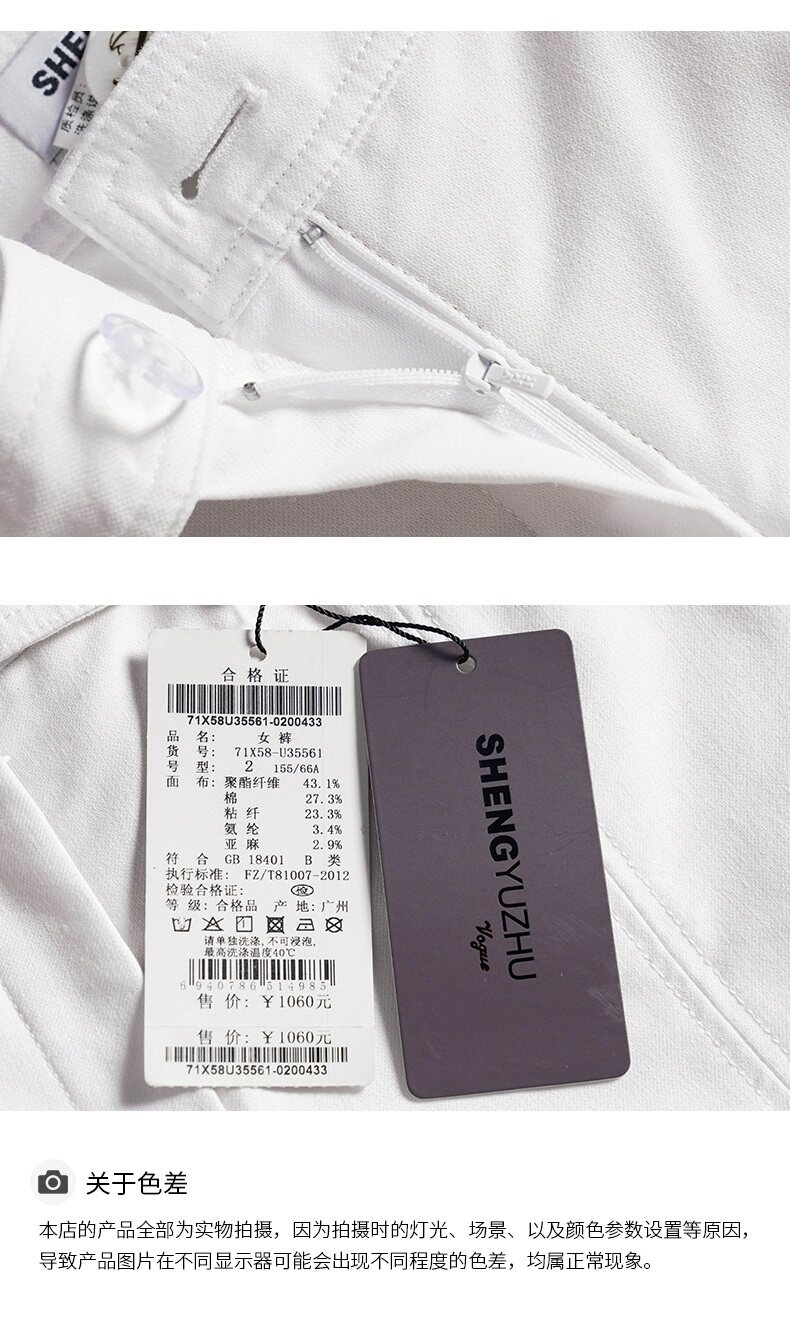 SHE
质检员:
合格证
71X58U35561-0200433
品 名: 女裤
货 号: 71X58-U35561
号 型: 2 155/66A
面 布: 聚酯纤维 43.1%
棉 27.3%
粘纤 23.3%
氨纶 3.4%
亚麻 2.9%
符 合 GB 18401 B 类
执行标准: FZ/T81007-2012
检验合格证: 检
等 级: 合格品 产 地: 广州
请单独洗涤,不可浸泡,
最高洗涤温度40℃
6 940786 514985
售 价: ¥1060元
售 价: ¥1060元
71X58U35561-0200433
SHENGYUZHU
Vogue
关于色差
本店的产品全部为实物拍摄，因为拍摄时的灯光、场景、以及颜色参数设置等原因，
导致产品图片在不同显示器可能会出现不同程度的色差，均属正常现象。